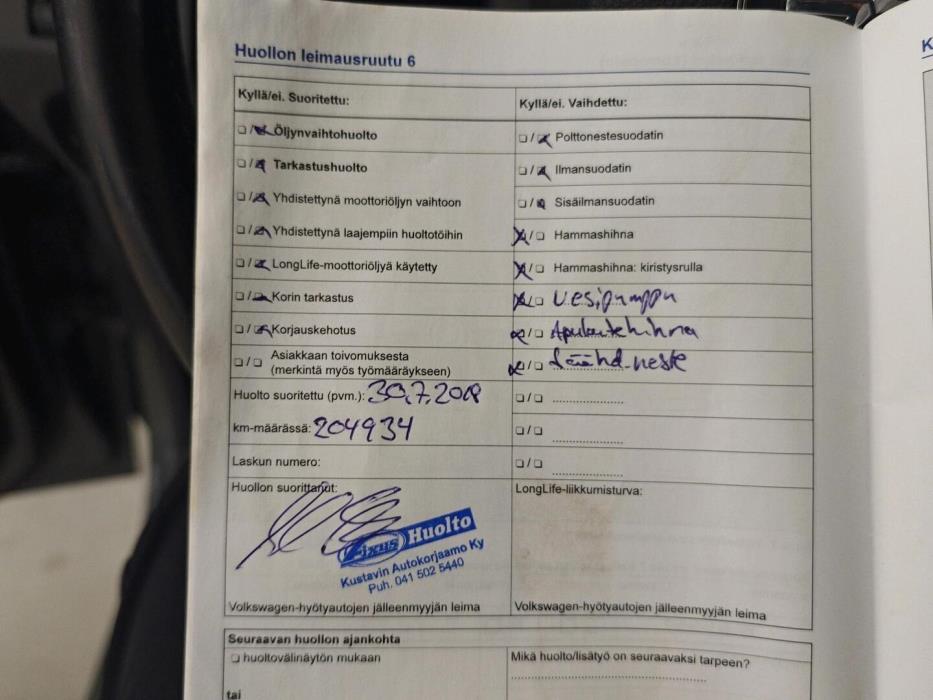 Huollon leimausruutu 6
K
Kyllä/ei. Suoritettu:
Kyllä/ei. Vaihdettu:
Öljynvaihtohuolto
Polttonestesuodatin
Tarkastushuolto
Ilmansuodatin
Yhdistettynä moottoriöljyn vaihtoon
Sisäilmansuodatin
Yhdistettynä laajempiin huoltotöihin
Hammashihna
LongLife-moottoriöljyä käytetty
Hammashihna: kiristysrulla
Korin tarkastus
Vesipumppu
Korjauskehotus
Apulaitehihna
Asiakkaan toivomuksesta
(merkintä myös työmääräykseen)
Jäähd.neste
Huolto suoritettu (pvm.): 30.7.2018
km-määrässä: 204934
Laskun numero:
Huollon suorittanut:
LongLife-liikkumisturva:
Fixus Huolto
Kustavin Autokorjaamo Ky
Puh. 041 502 5440
Volkswagen-hyötyautojen jälleenmyyjän leima
Volkswagen-hyötyautojen jälleenmyyjän leima
Seuraavan huollon ajankohta
huoltovälinäytön mukaan
Mikä huolto/lisätyö on seuraavaksi tarpeen?
tai